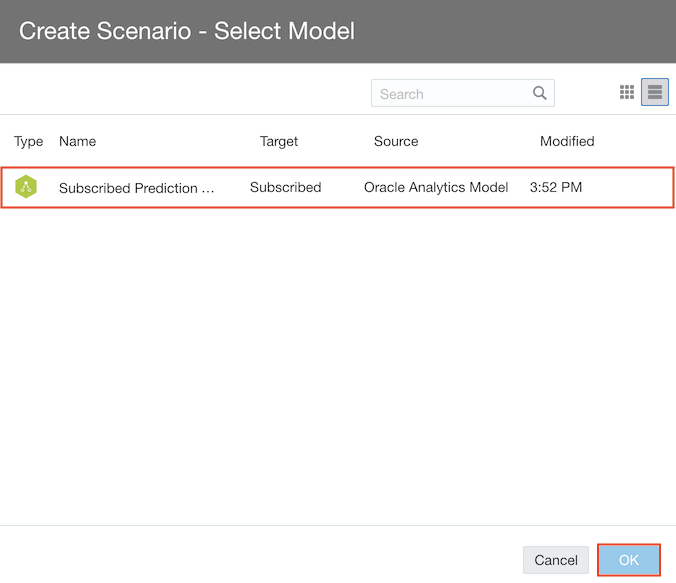 Create Scenario - Select Model
Search
Type Name Target Source Modified
Subscribed Prediction ... Subscribed Oracle Analytics Model 3:52 PM
Cancel OK